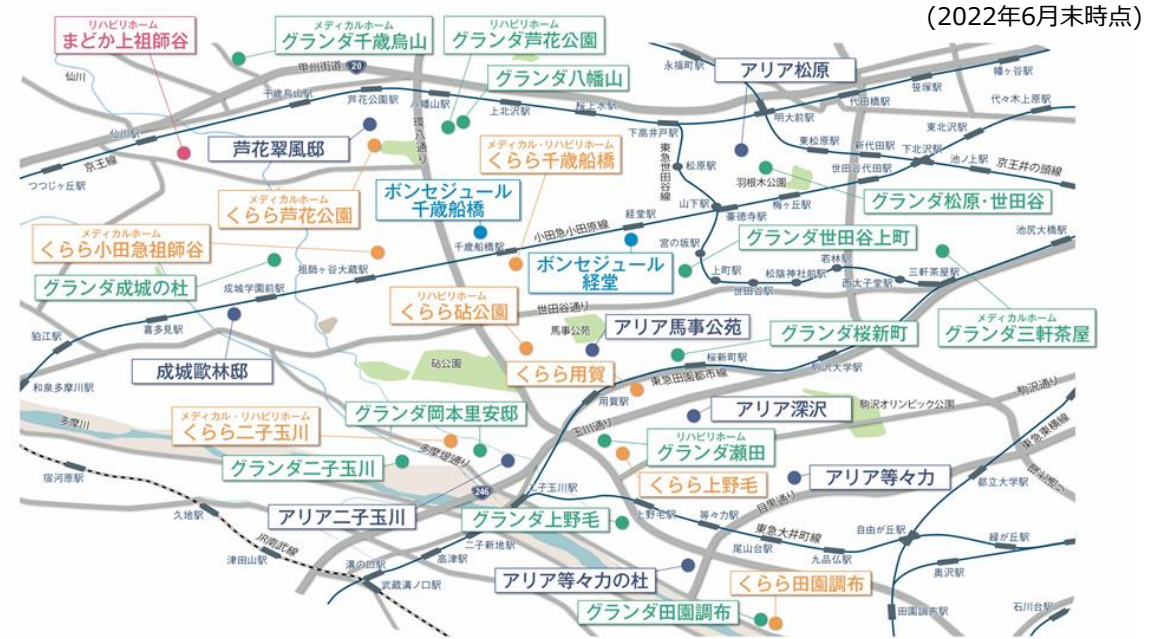 (2022年6月末時点)
リハビリホーム
まどか上祖師谷
メディカルホーム
グランダ千歳烏山
リハビリホーム
グランダ芦花公園
グランダ八幡山
アリア松原
永福町駅
幡ヶ谷駅
笹塚駅
代田橋駅
代々木上原駅
仙川
甲州街道
20
千歳烏山駅
芦花公園駅
八幡山駅
上北沢駅
桜上水駅
下高井戸駅
明大前駅
東松原駅
新代田駅
東北沢駅
下北沢駅
池ノ上駅
京王井の頭線
世田谷代田駅
仙川駅
京王線
つつじヶ丘駅
芦花翠風邸
環八通り
メディカル・リハビリホーム
くらら千歳船橋
東急世田谷線
松原駅
羽根木公園
グランダ松原・世田谷
メディカルホーム
くらら芦花公園
ボンセジュール
千歳船橋
山下駅
豪徳寺駅
梅ヶ丘駅
経堂駅
小田急小田原線
千歳船橋駅
宮の坂駅
グランダ世田谷上町
池尻大橋駅
メディカルホーム
くらら小田急祖師谷
グランダ成城の杜
祖師ヶ谷大蔵駅
成城学園前駅
ボンセジュール
経堂
上町駅
世田谷駅
松陰神社前駅
若林駅
西太子堂駅
三軒茶屋駅
メディカルホーム
グランダ三軒茶屋
狛江駅
喜多見駅
和泉多摩川駅
成城歐林邸
リハビリホーム
くらら砧公園
世田谷通り
馬事公苑
アリア馬事公苑
グランダ桜新町
砧公園
くらら用賀
桜新町駅
東急田園都市線
駒沢大学駅
用賀駅
駒沢通り
駒沢オリンピック公園
アリア深沢
東急東横線
多摩川
メディカル・リハビリホーム
くらら二子玉川
グランダ岡本里安邸
玉川通り
リハビリホーム
グランダ瀬田
グランダ二子玉川
多摩堤通り
246
くらら上野毛
アリア等々力
都立大学駅
目黒通り
宿河原駅
久地駅
JR南武線
津田山駅
溝の口駅
武蔵溝ノ口駅
高津駅
二子新地駅
二子玉川駅
アリア二子玉川
グランダ上野毛
上野毛駅
等々力駅
東急大井町線
尾山台駅
九品仏駅
自由が丘駅
緑が丘駅
奥沢駅
アリア等々力の杜
くらら田園調布
グランダ田園調布
田園調布駅
石川台駅